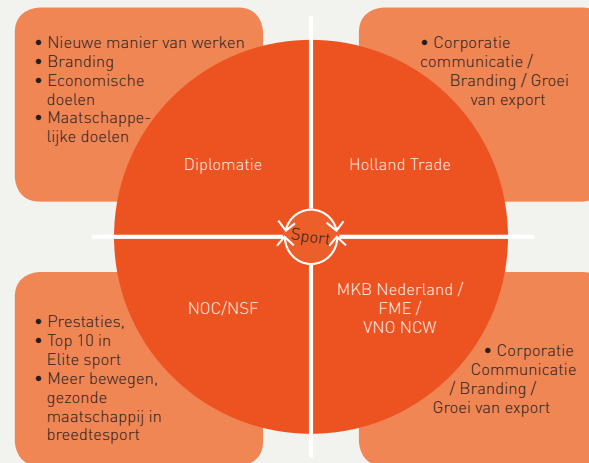 • Nieuwe manier van werken
• Branding
• Economische
doelen
• Maatschappe-
lijke doelen
• Corporatie
communicatie /
Branding / Groei
van export
Diplomatie
Holland Trade
Sport
NOC/NSF
MKB Nederland /
FME /
VNO NCW
• Prestaties,
• Top 10 in
Elite sport
• Meer bewegen,
gezonde
maatschappij in
breedtesport
• Corporatie
Communicatie
/ Branding /
Groei van export